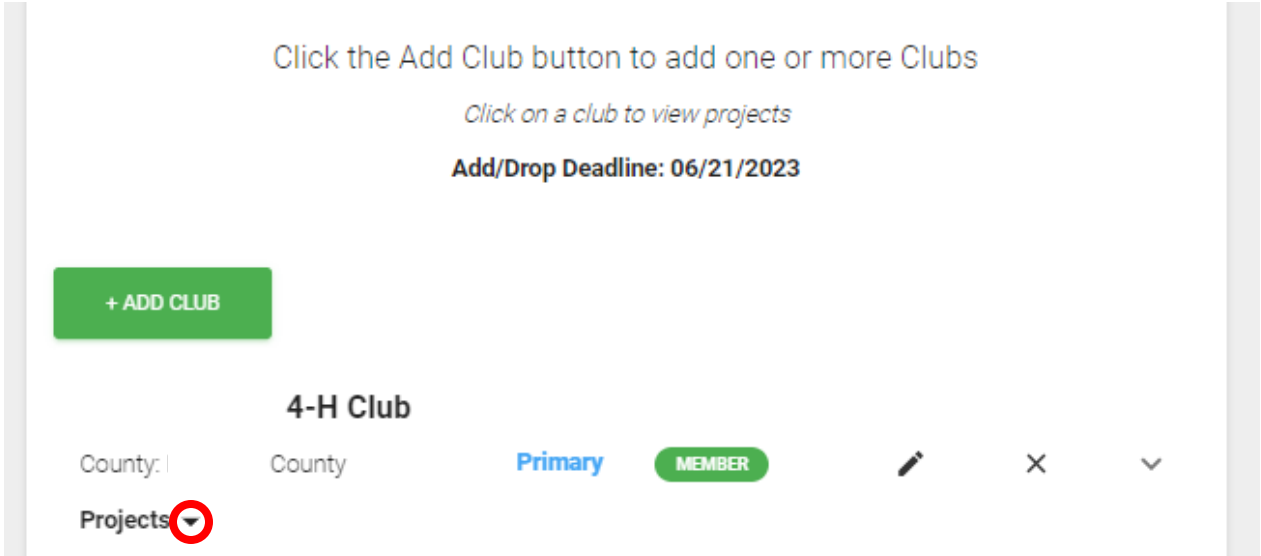 Click the Add Club button to add one or more Clubs
Click on a club to view projects
Add/Drop Deadline: 06/21/2023
+ ADD CLUB
4-H Club
County: County Primary MEMBER
Projects